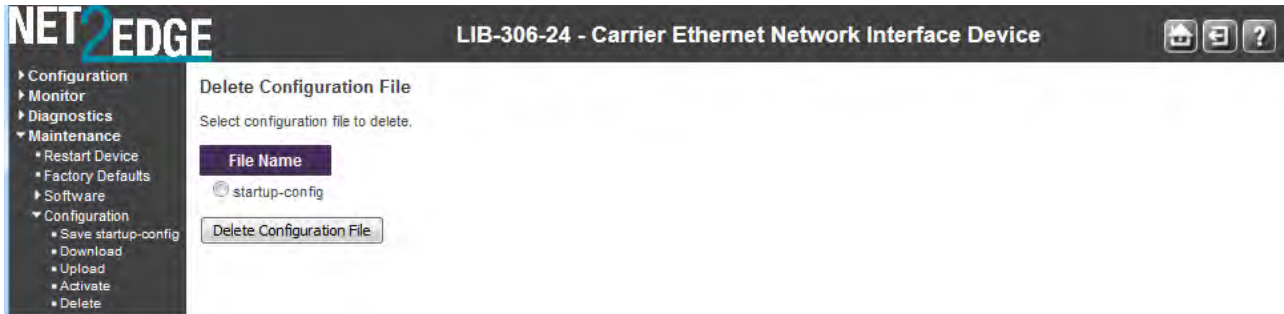 NET2EDGE
LIB-306-24 - Carrier Ethernet Network Interface Device
?
Configuration
Monitor
Diagnostics
Maintenance
Restart Device
Factory Defaults
Software
Configuration
Save startup-config
Download
Upload
Activate
Delete
Delete Configuration File
Select configuration file to delete.
File Name
startup-config
Delete Configuration File